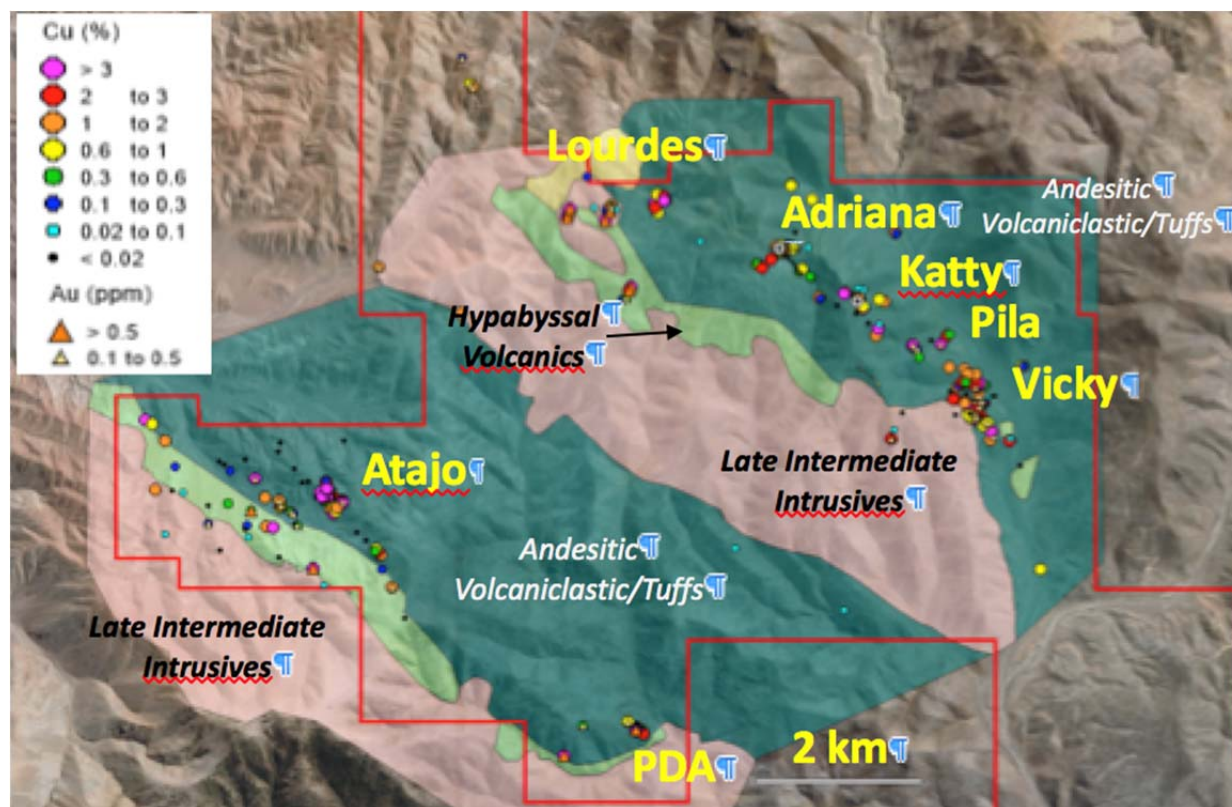 Cu (%)
> 3
2 to 3
1 to 2
0.6 to 1
0.3 to 0.6
0.1 to 0.3
0.02 to 0.1
< 0.02
Au (ppm)
> 0.5
0.1 to 0.5
Lourdes¶
Adriana¶
Andesitic¶
Volcaniclastic/Tuffs¶
Katty¶
Hypabyssal¶
Volcanics¶
Pila
Vicky¶
Atajo¶
Late Intermediate
Intrusives¶
Andesitic¶
Volcaniclastic/Tuffs¶
Late Intermediate
Intrusives¶
PDA¶
2 km¶